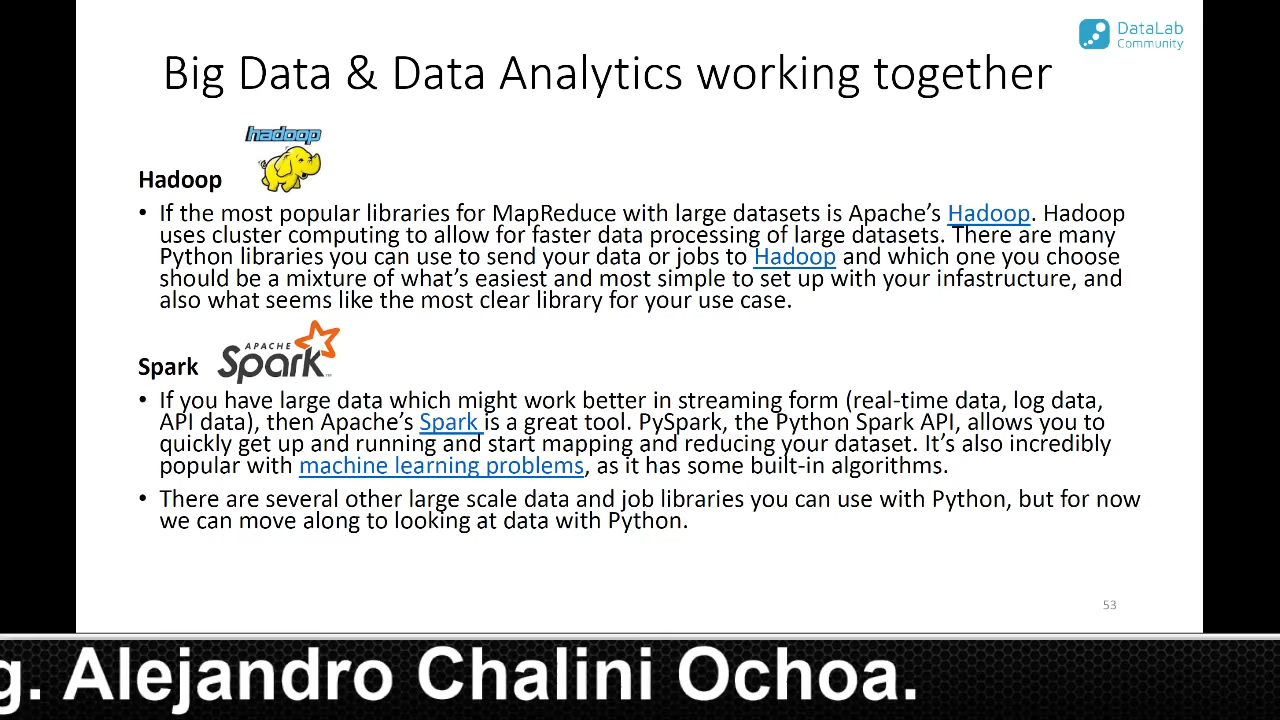 DataLab
Community
Big Data & Data Analytics working together
hadoop
Hadoop
• If the most popular libraries for MapReduce with large datasets is Apache’s Hadoop. Hadoop
uses cluster computing to allow for faster data processing of large datasets. There are many
Python libraries you can use to send your data or jobs to Hadoop and which one you choose
should be a mixture of what’s easiest and most simple to set up with your infastructure, and
also what seems like the most clear library for your use case.
APACHE
Spark™
Spark
• If you have large data which might work better in streaming form (real-time data, log data,
API data), then Apache’s Spark is a great tool. PySpark, the Python Spark API, allows you to
quickly get up and running and start mapping and reducing your dataset. It’s also incredibly
popular with machine learning problems, as it has some built-in algorithms.
• There are several other large scale data and job libraries you can use with Python, but for now
we can move along to looking at data with Python.
53
g. Alejandro Chalini Ochoa.